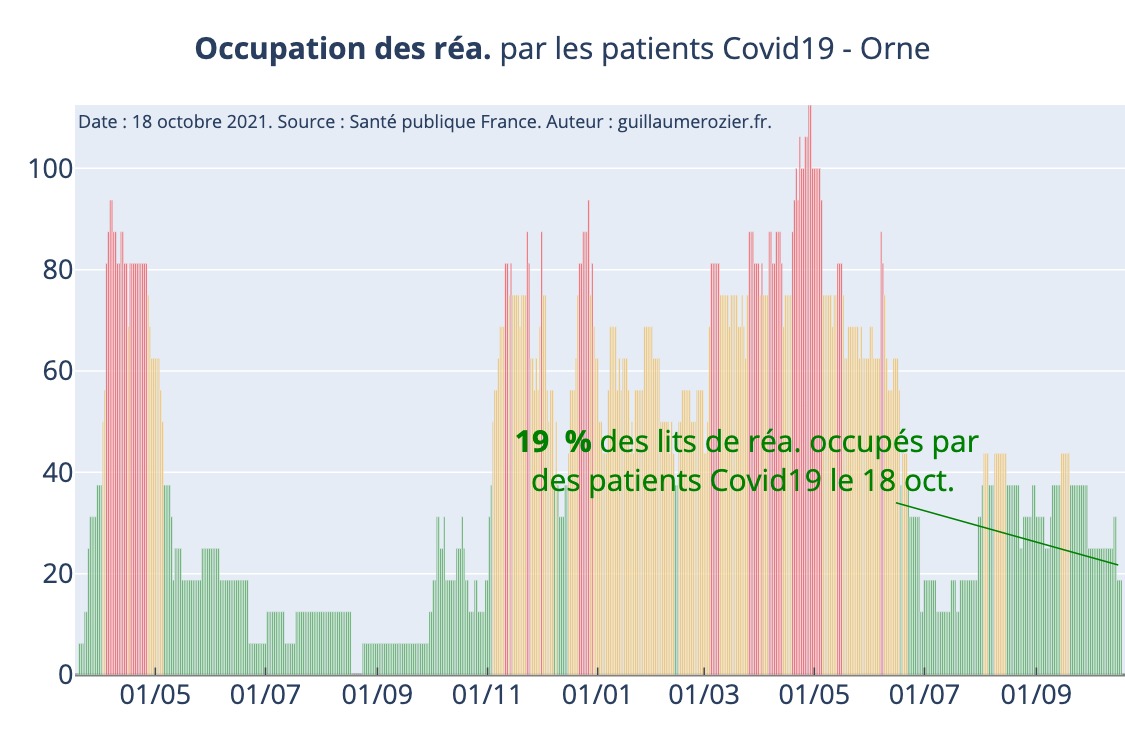 Occupation des réa. par les patients Covid19 - Orne
Date : 18 octobre 2021. Source : Santé publique France. Auteur : guillaumerozier.fr.
100
80
60
40
20
0
19 % des lits de réa. occupés par
des patients Covid19 le 18 oct.
01/05 01/07 01/09 01/11 01/01 01/03 01/05 01/07 01/09